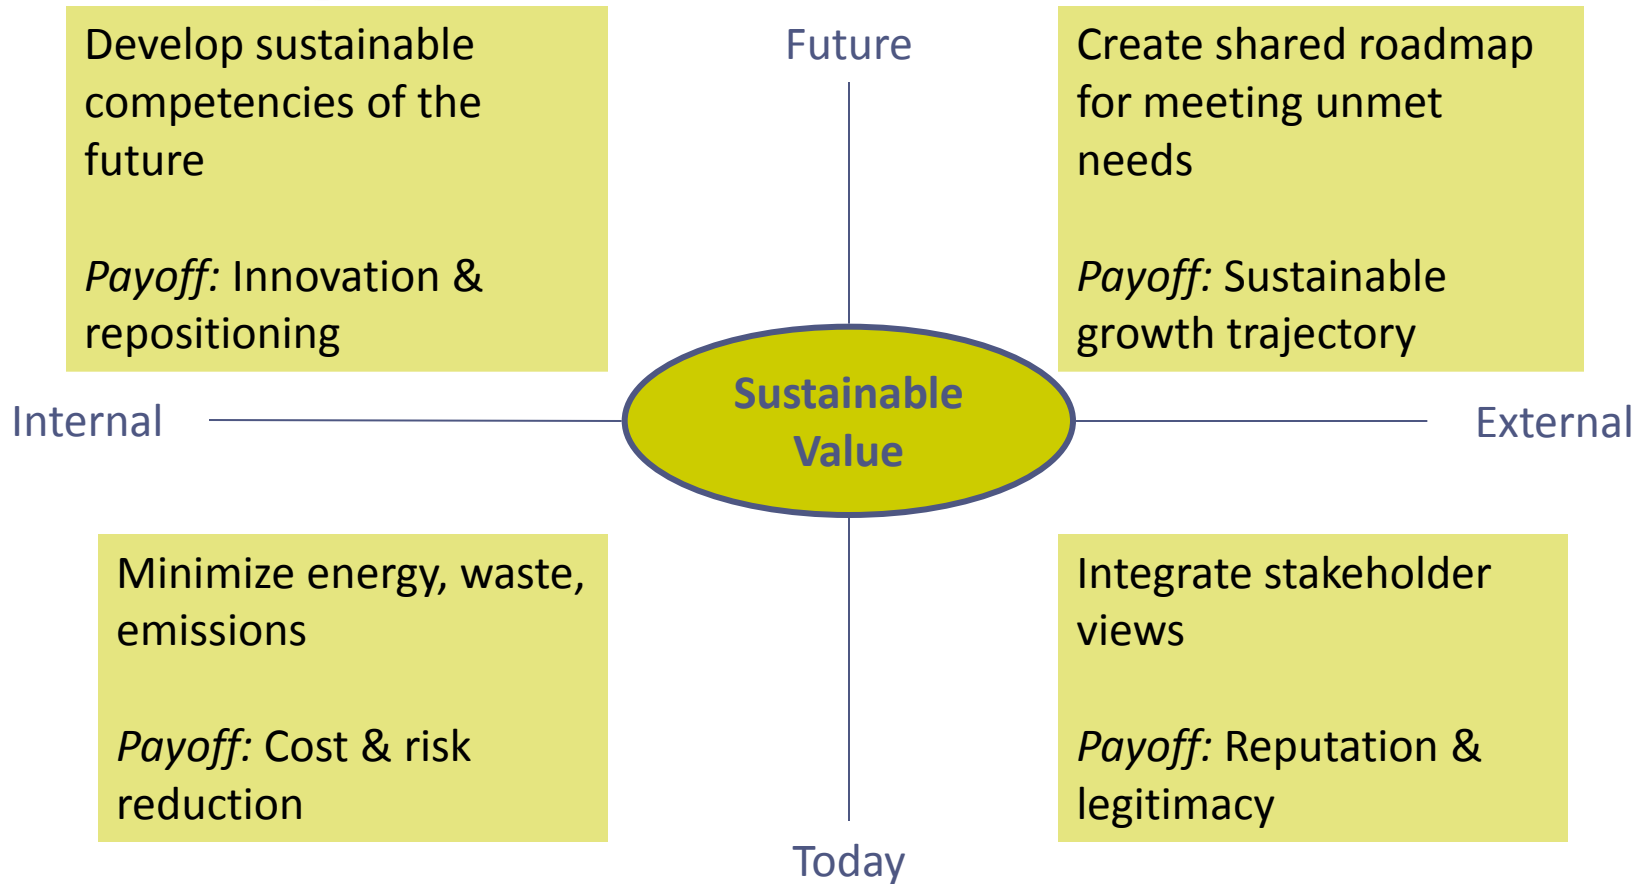 Develop sustainable
competencies of the
future
Payoff: Innovation &
repositioning
Future
Create shared roadmap
for meeting unmet
needs
Payoff: Sustainable
growth trajectory
Internal
Sustainable
Value
External
Minimize energy, waste,
emissions
Payoff: Cost & risk
reduction
Integrate stakeholder
views
Payoff: Reputation &
legitimacy
Today